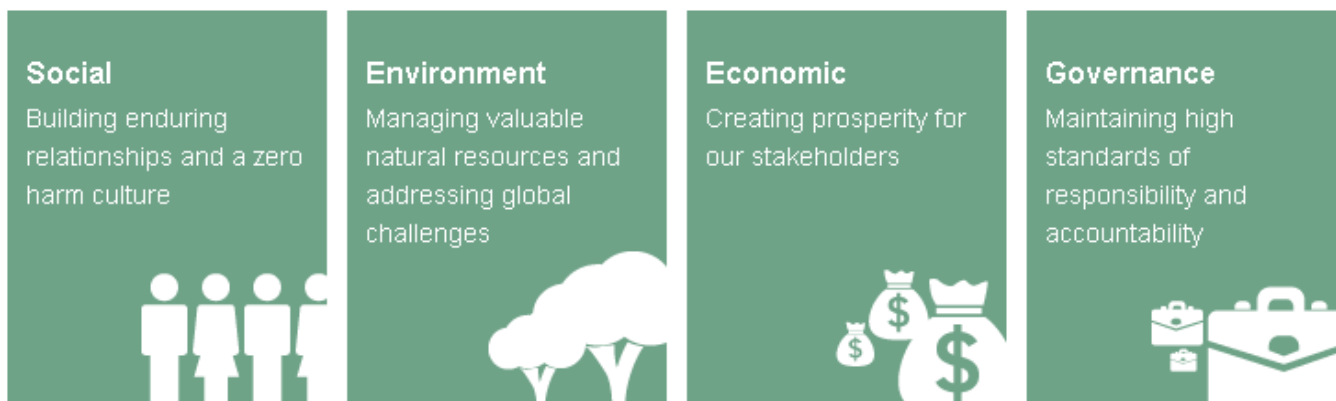 Social
Building enduring
relationships and a zero
harm culture
Environment
Managing valuable
natural resources and
addressing global
challenges
Economic
Creating prosperity for
our stakeholders
$
$
$
Governance
Maintaining high
standards of
responsibility and
accountability